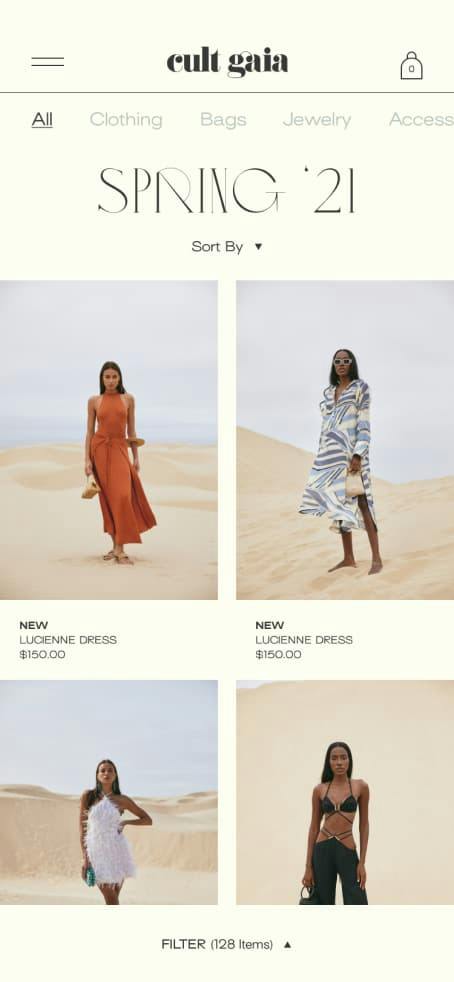 cult gaia
0
All Clothing Bags Jewelry Access
SPRING '21
Sort By ▼
NEW
LUCIENNE DRESS
$150.00
NEW
LUCIENNE DRESS
$150.00
FILTER (128 Items) ▲